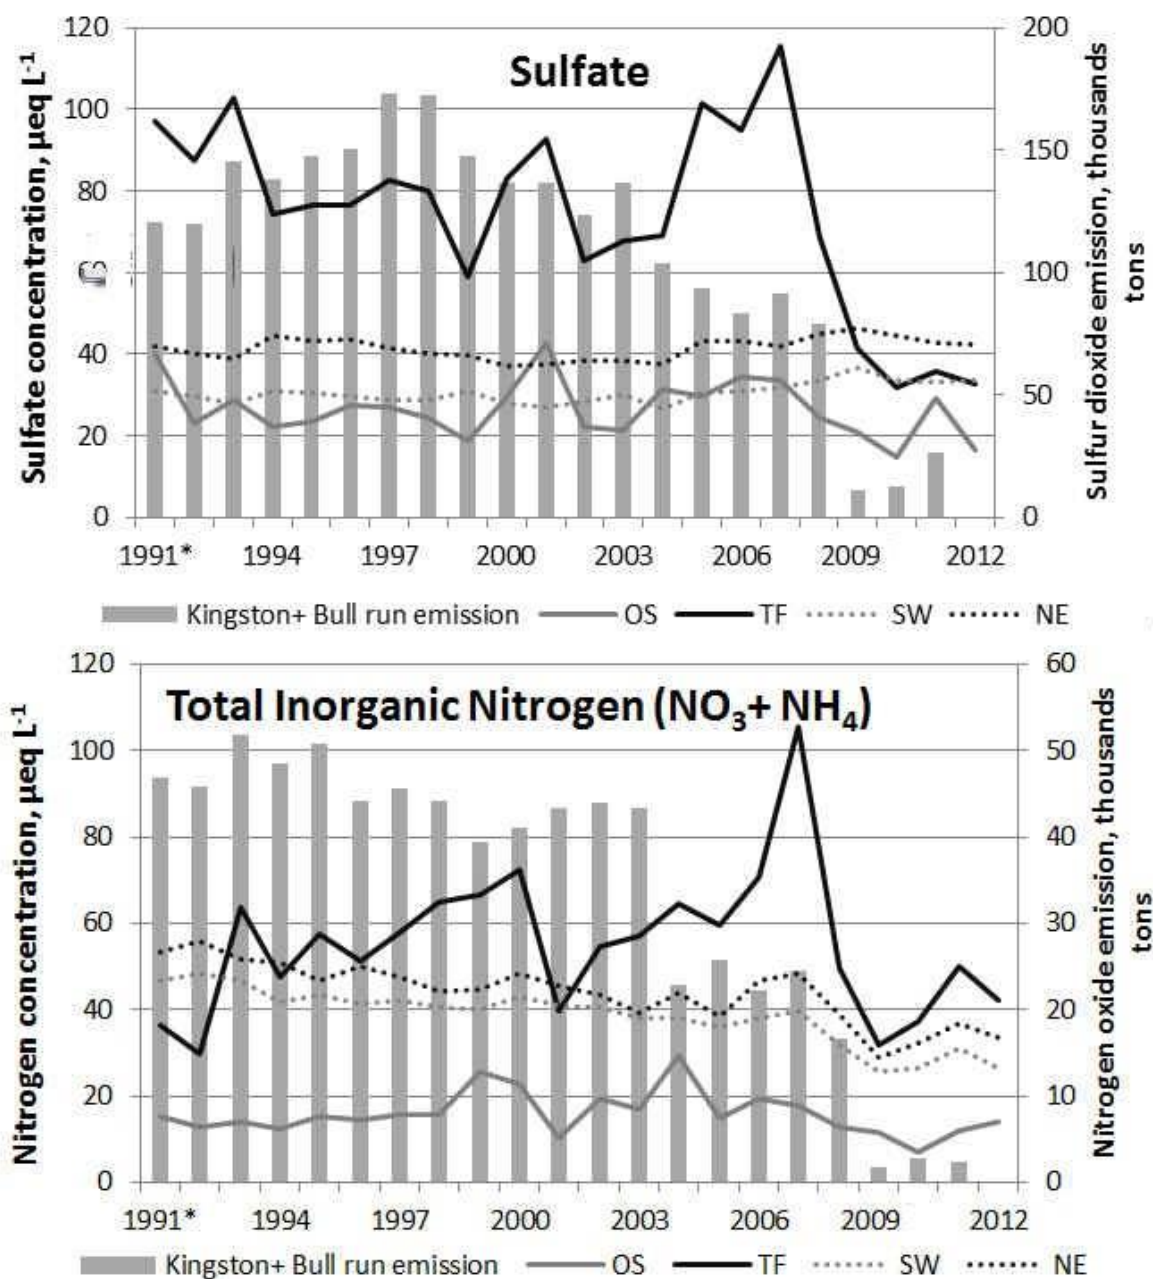 Sulfate
Sulfate concentration, µeq L-1
120
100
80
60
40
20
0
200
150
100
50
0
Sulfur dioxide emission, thousands
tons
1991* 1994 1997 2000 2003 2006 2009 2012
Kingston+ Bull run emission OS TF SW NE
Total Inorganic Nitrogen (NO3+ NH4)
Nitrogen concentration, µeq L-1
120
100
80
60
40
20
0
60
50
40
30
20
10
0
Nitrogen oxide emission, thousands
tons
1991* 1994 1997 2000 2003 2006 2009 2012
Kingston+ Bull run emission OS TF SW NE